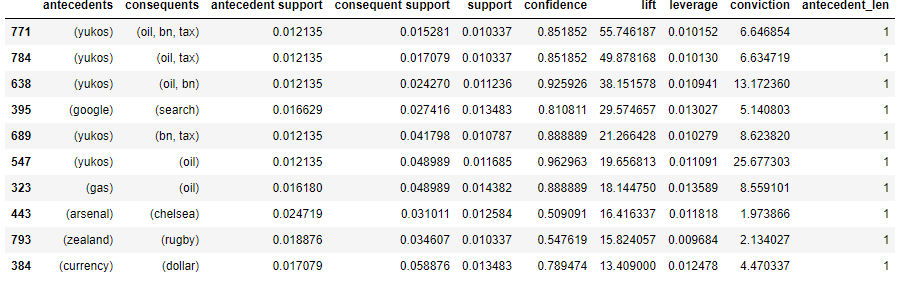 antecedents consequents antecedent support consequent support support confidence lift leverage conviction antecedent_len
771 (yukos) (oil, bn, tax) 0.012135 0.015281 0.010337 0.851852 55.746187 0.010152 6.646854 1
784 (yukos) (oil, tax) 0.012135 0.017079 0.010337 0.851852 49.878168 0.010130 6.634719 1
638 (yukos) (oil, bn) 0.012135 0.024270 0.011236 0.925926 38.151578 0.010941 13.172360 1
395 (google) (search) 0.016629 0.027416 0.013483 0.810811 29.574657 0.013027 5.140803 1
689 (yukos) (bn, tax) 0.012135 0.041798 0.010787 0.888889 21.266428 0.010279 8.623820 1
547 (yukos) (oil) 0.012135 0.048989 0.011685 0.962963 19.656813 0.011091 25.677303 1
323 (gas) (oil) 0.016180 0.048989 0.014382 0.888889 18.144750 0.013589 8.559101 1
443 (arsenal) (chelsea) 0.024719 0.031011 0.012584 0.509091 16.416337 0.011818 1.973866 1
793 (zealand) (rugby) 0.018876 0.034607 0.010337 0.547619 15.824057 0.009684 2.134027 1
384 (currency) (dollar) 0.017079 0.058876 0.013483 0.789474 13.409000 0.012478 4.470337 1